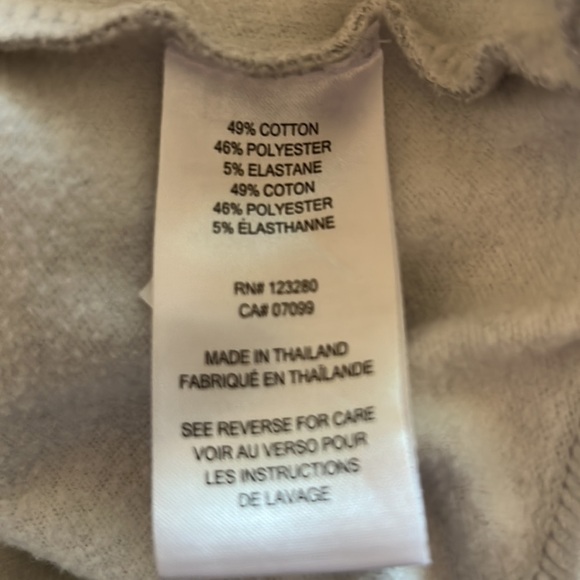 49% COTTON
46% POLYESTER
5% ELASTANE
49% COTON
46% POLYESTER
5% ÉLASTHANNE
RN# 123280
CA# 07099
MADE IN THAILAND
FABRIQUÉ EN THAÏLANDE
SEE REVERSE FOR CARE
VOIR AU VERSO POUR
LES INSTRUCTIONS
DE LAVAGE